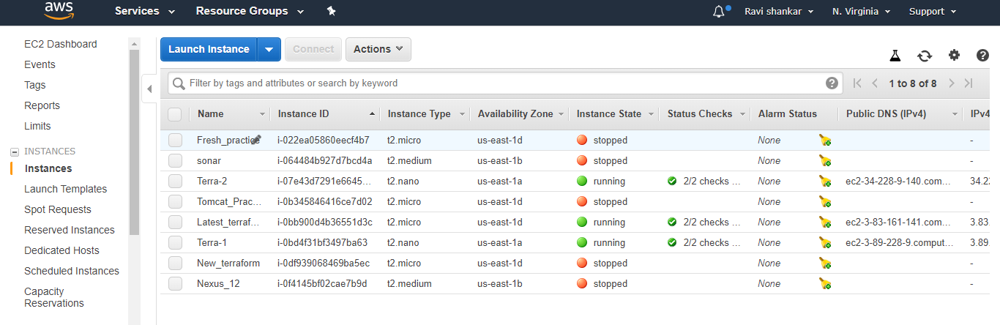 aws Services Resource Groups Ravi shankar N. Virginia Support
EC2 Dashboard
Events
Tags
Reports
Limits
INSTANCES
Instances
Launch Templates
Spot Requests
Reserved Instances
Dedicated Hosts
Scheduled Instances
Capacity
Reservations
Launch Instance Connect Actions
Filter by tags and attributes or search by keyword 1 to 8 of 8
Name Instance ID Instance Type Availability Zone Instance State Status Checks Alarm Status Public DNS (IPv4) IPv4
Fresh_practice i-022ea05860eecf4b7 t2.micro us-east-1d stopped None -
sonar i-064484b927d7bcd4a t2.medium us-east-1b stopped None -
Terra-2 i-07e43d7291e6645... t2.nano us-east-1a running 2/2 checks ... None ec2-34-228-9-140.com... 34.22
Tomcat_Prac... i-0b345846416ce7d02 t2.micro us-east-1d stopped None -
Latest_terraf... i-0bb900d4b36551d3c t2.micro us-east-1d running 2/2 checks ... None ec2-3-83-161-141.com... 3.83.
Terra-1 i-0bd4f31bf3497ba63 t2.nano us-east-1a running 2/2 checks ... None ec2-3-89-228-9.comput... 3.89.
New_terraform i-0df939068469ba5ec t2.micro us-east-1d stopped None -
Nexus_12 i-0f4145bf02cae7b9d t2.medium us-east-1b stopped None -